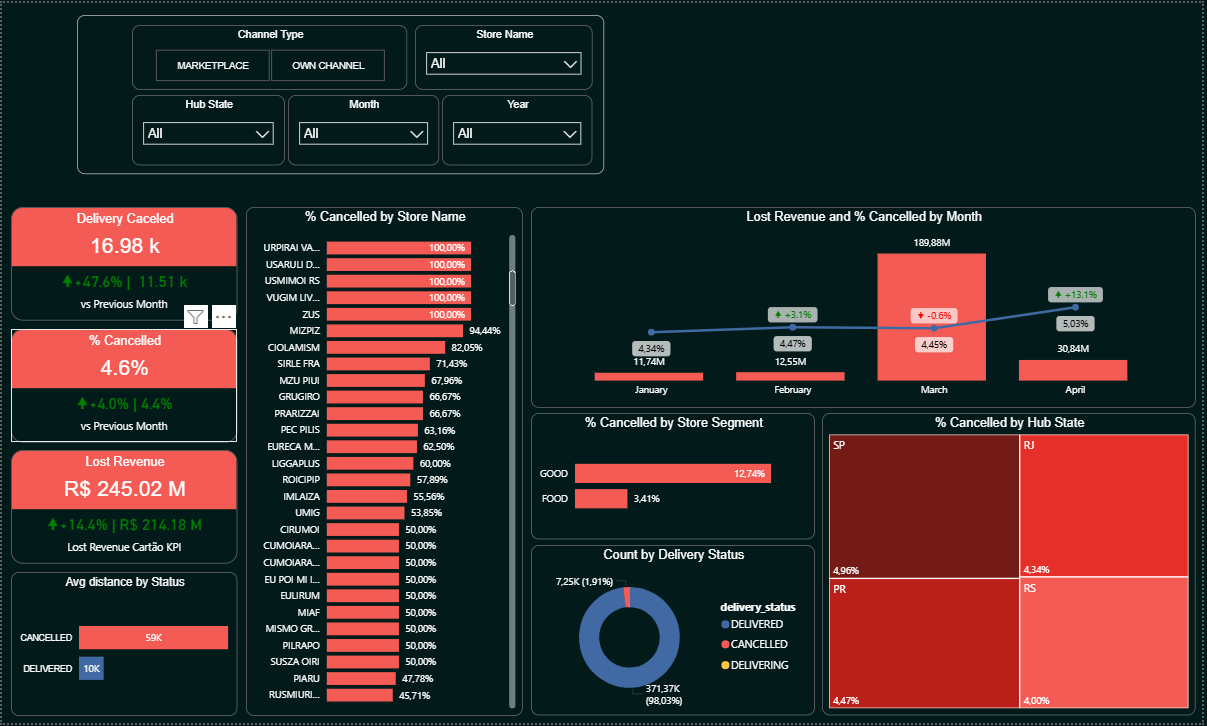 Channel Type
MARKETPLACE
OWN CHANNEL
Store Name
All
Hub State
All
Month
All
Year
All
Delivery Caceled
16.98 k
+47.6% | 11.51 k
vs Previous Month
% Cancelled
4.6%
+4.0% | 4.4%
vs Previous Month
Lost Revenue
R$ 245.02 M
+14.4% | R$ 214.18 M
Lost Revenue Cartão KPI
Avg distance by Status
CANCELLED 59K
DELIVERED 10K
% Cancelled by Store Name
URPIRAI VA... 100,00%
USARULI D... 100,00%
USMIMOI RS 100,00%
VUGIM LIV... 100,00%
ZUS 100,00%
MIZPIZ 94,44%
CIOLAMISM 82,05%
SIRLE FRA 71,43%
MZU PIUI 67,96%
GRUGIRO 66,67%
PRARIZZAI 66,67%
PEC PILIS 63,16%
EURECA M... 62,50%
LIGGAPLUS 60,00%
ROICIPIP 57,89%
IMLAIZA 55,56%
UMIG 53,85%
CIRUMOI 50,00%
CUMOIARA... 50,00%
CUMOIARA... 50,00%
EU POI MI I... 50,00%
EULIRUM 50,00%
MIAF 50,00%
MISMO GR... 50,00%
PILRAPO 50,00%
SUSZA OIRI 50,00%
PIARU 47,78%
RUSMIURI... 45,71%
Lost Revenue and % Cancelled by Month
189,88M
+13.1%
+3.1%
-0.6%
5,03%
4,34%
4,47%
4,45%
11,74M
12,55M
30,84M
January
February
March
April
% Cancelled by Store Segment
GOOD 12,74%
FOOD 3,41%
Count by Delivery Status
7,25K (1,91%)
371,37K
(98,03%)
delivery_status
DELIVERED
CANCELLED
DELIVERING
% Cancelled by Hub State
SP
4,96%
RJ
4,34%
PR
4,47%
RS
4,00%